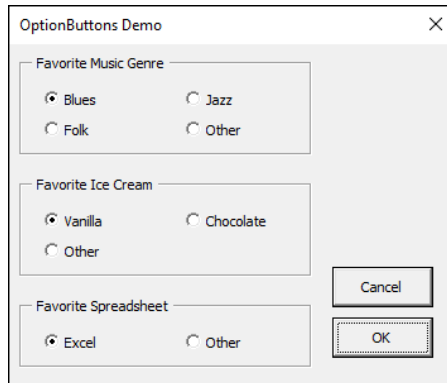 OptionButtons Demo
Favorite Music Genre
Blues
Jazz
Folk
Other
Favorite Ice Cream
Vanilla
Chocolate
Other
Favorite Spreadsheet
Excel
Other
Cancel
OK